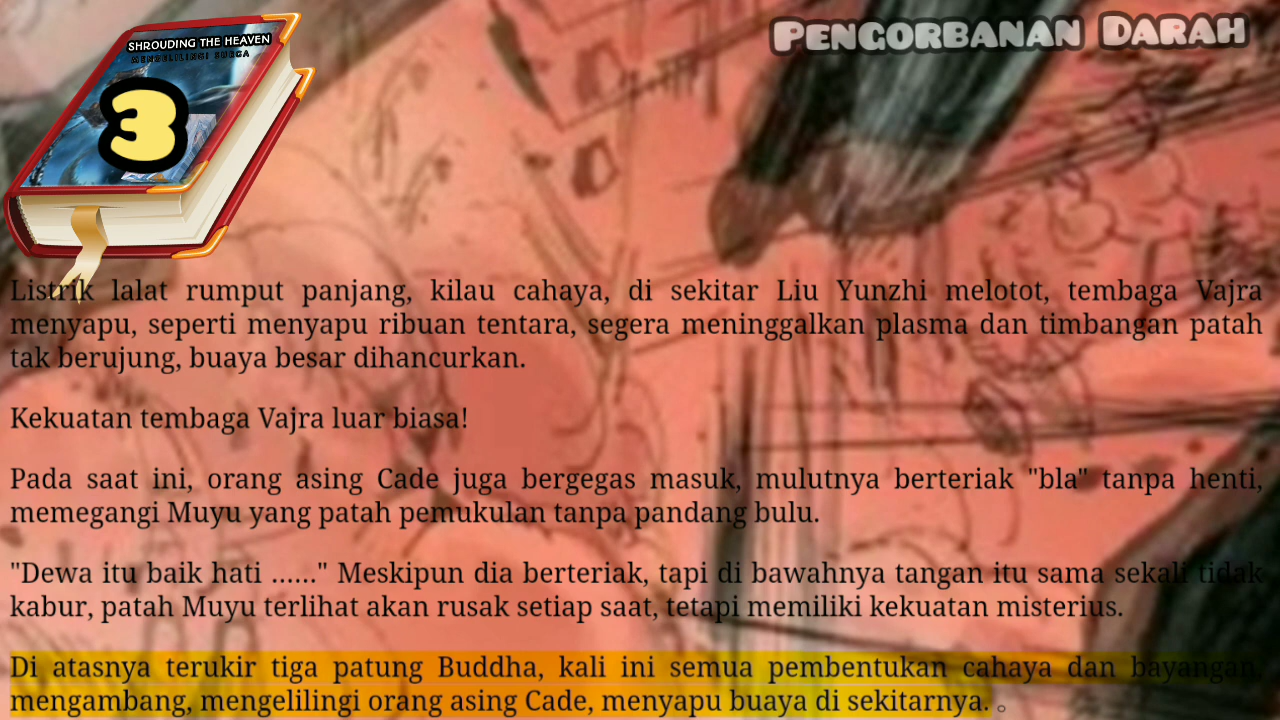 SHROUDING THE HEAVEN
MENGELILINGI SURGA
3
Pengorbanan Darah
Listrik lalat rumput panjang, kilau cahaya, di sekitar Liu Yunzhi melotot, tembaga Vajra
menyapu, seperti menyapu ribuan tentara, segera meninggalkan plasma dan timbangan patah
tak berujung, buaya besar dihancurkan.
Kekuatan tembaga Vajra luar biasa!
Pada saat ini, orang asing Cade juga bergegas masuk, mulutnya berteriak "bla" tanpa henti,
memegangi Muyu yang patah pemukulan tanpa pandang bulu.
"Dewa itu baik hati ......" Meskipun dia berteriak, tapi di bawahnya tangan itu sama sekali tidak
kabur, patah Muyu terlihat akan rusak setiap saat, tetapi memiliki kekuatan misterius.
Di atasnya terukir tiga patung Buddha, kali ini semua pembentukan cahaya dan bayangan,
mengambang, mengelilingi orang asing Cade, menyapu buaya di sekitarnya. 。